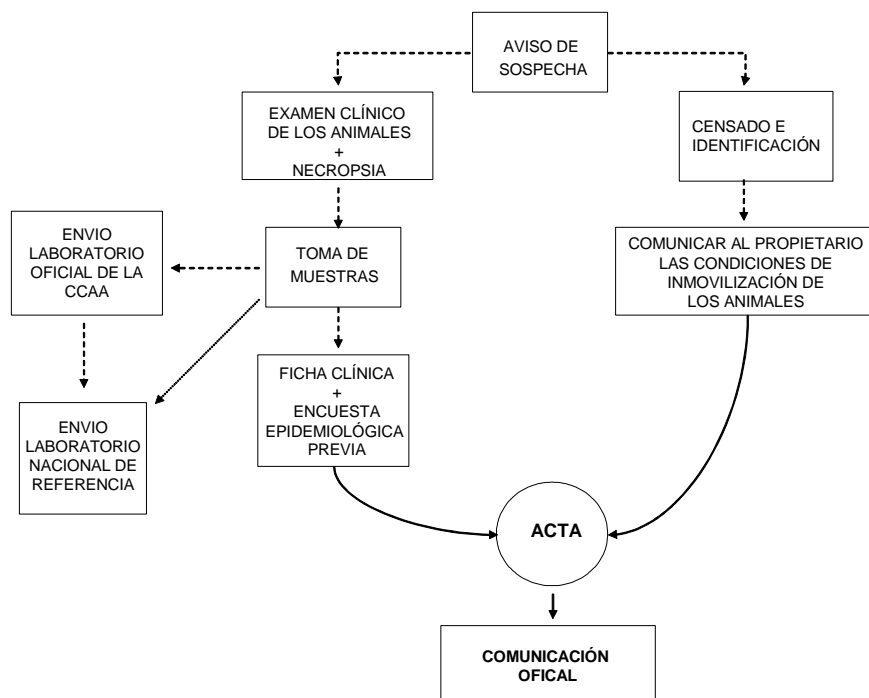 AVISO DE
SOSPECHA
EXAMEN CLÍNICO
DE LOS ANIMALES
+
NECROPSIA
CENSADO E
IDENTIFICACIÓN
ENVIO
LABORATORIO
OFICIAL DE LA
CCAA
TOMA DE
MUESTRAS
COMUNICAR AL PROPIETARIO
LAS CONDICIONES DE
INMOVILIZACIÓN DE
LOS ANIMALES
FICHA CLÍNICA
+
ENCUESTA
EPIDEMIOLÓGICA
PREVIA
ENVIO
LABORATORIO
NACIONAL DE
REFERENCIA
ACTA
COMUNICACIÓN
OFICAL